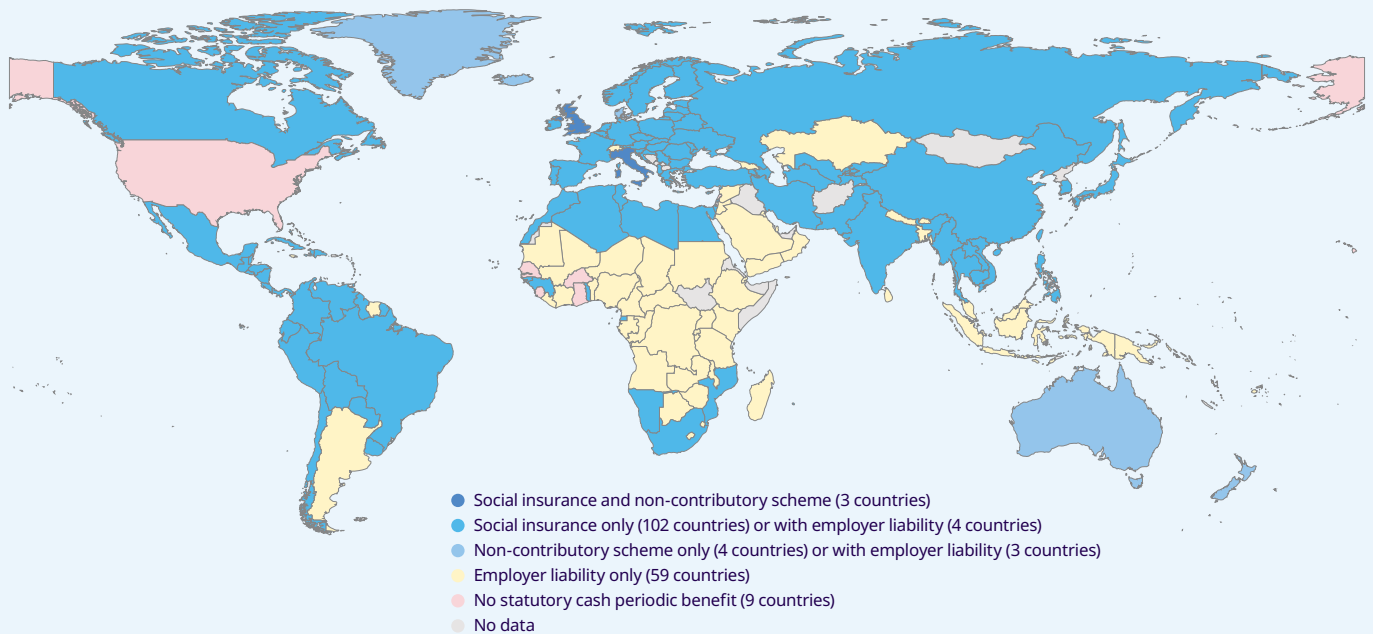 Social insurance and non-contributory scheme (3 countries)
Social insurance only (102 countries) or with employer liability (4 countries)
Non-contributory scheme only (4 countries) or with employer liability (3 countries)
Employer liability only (59 countries)
No statutory cash periodic benefit (9 countries)
No data